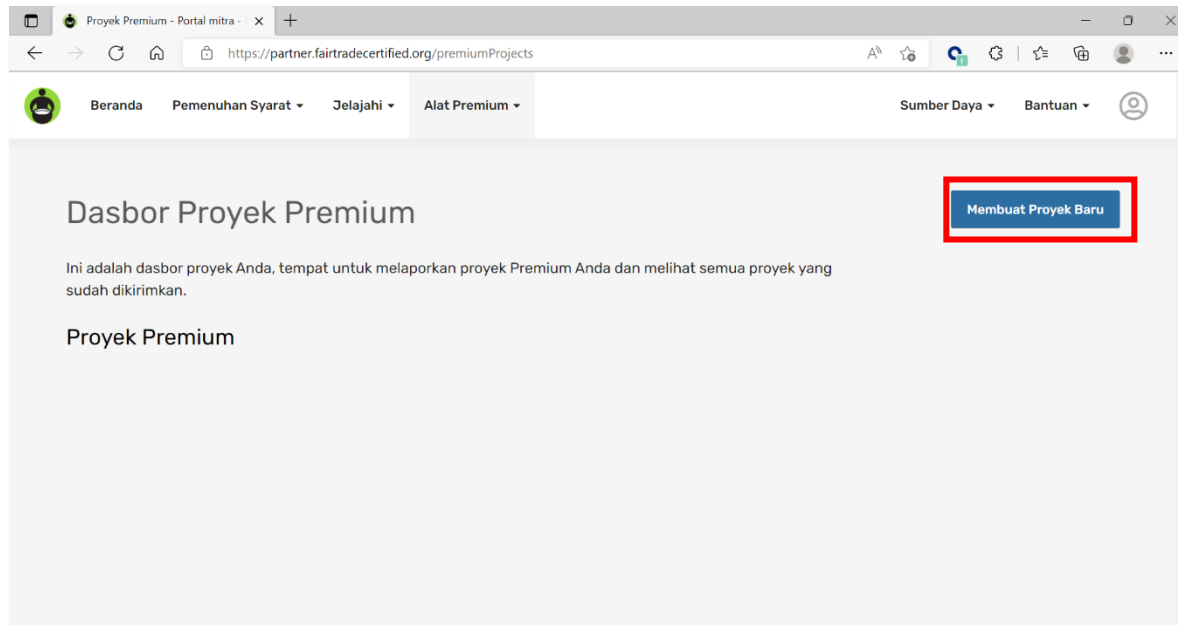 Proyek Premium - Portal mitra -
https://partner.fairtradecertified.org/premiumProjects
Beranda Pemenuhan Syarat Jelajahi Alat Premium Sumber Daya Bantuan
Dasbor Proyek Premium
Membuat Proyek Baru
Ini adalah dasbor proyek Anda, tempat untuk melaporkan proyek Premium Anda dan melihat semua proyek yang
sudah dikirimkan.
Proyek Premium